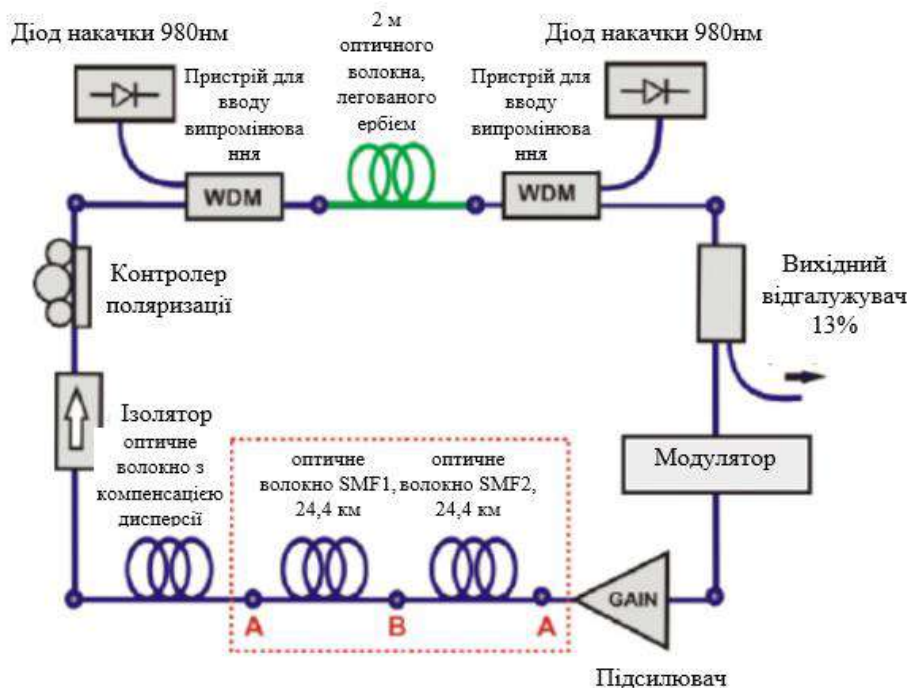 Діод накачки 980нм
2 м
оптичного
волокна,
легованого
ербієм
Діод накачки 980нм
Пристрій для
вводу
випромінюва
ння
Пристрій для
вводу
випромінюва
ння
WDM
WDM
Контролер
поляризації
Вихідний
відгалужувач
13%
Ізолятор
оптичне
волокно з
компенсацією
дисперсії
оптичне
волокно SMF1,
24,4 км
оптичне
волокно SMF2,
24,4 км
Модулятор
GAIN
A
B
A
Підсилювач